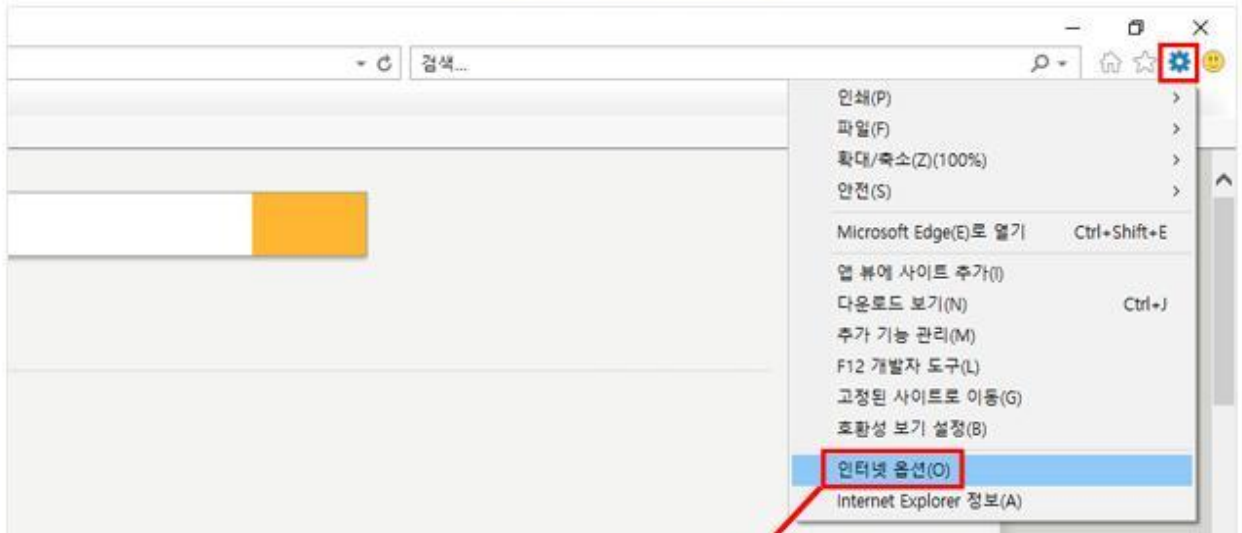 검색...
인쇄(P)
파일(F)
확대/축소(Z)(100%)
안전(S)
Microsoft Edge(E)로 열기 Ctrl+Shift+E
앱 뷰에 사이트 추가(I)
다운로드 보기(N) Ctrl+J
추가 기능 관리(M)
F12 개발자 도구(L)
고정된 사이트로 이동(G)
호환성 보기 설정(B)
인터넷 옵션(O)
Internet Explorer 정보(A)